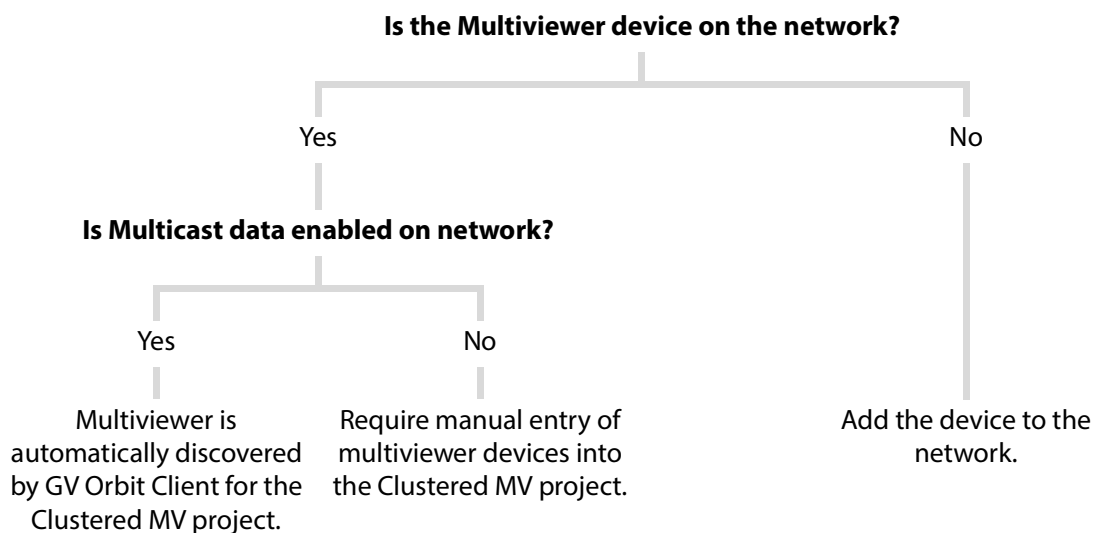 Is the Multiviewer device on the network?
Yes
No
Is Multicast data enabled on network?
Yes
No
Multiviewer is
automatically discovered
by GV Orbit Client for the
Clustered MV project.
Require manual entry of
multiviewer devices into
the Clustered MV project.
Add the device to the
network.